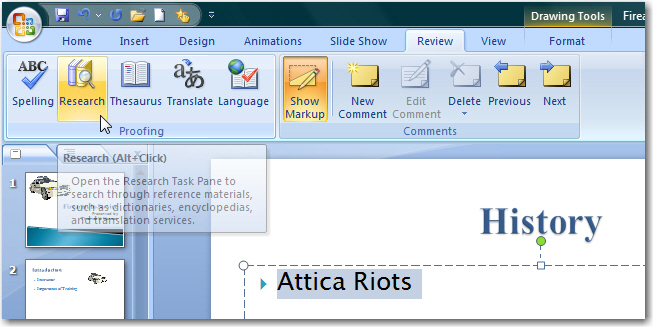 Drawing Tools Firea
Home Insert Design Animations Slide Show Review View Format
ABC
Spelling Research Thesaurus Translate Language Show Markup New Comment Edit Comment Delete Previous Next
Proofing Comments
Research (Alt+Click)
Open the Research Task Pane to
search through reference materials,
such as dictionaries, encyclopedias,
and translation services.
1
2
History
Attica Riots